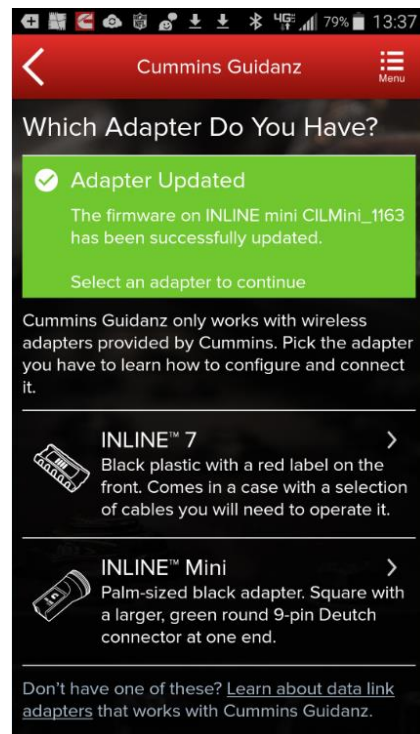 4G 79% 13:37
Cummins Guidanz
Menu
Which Adapter Do You Have?
Adapter Updated
The firmware on INLINE mini CILMini_1163
has been successfully updated.
Select an adapter to continue
Cummins Guidanz only works with wireless
adapters provided by Cummins. Pick the adapter
you have to learn how to configure and connect
it.
INLINE™ 7
Black plastic with a red label on the
front. Comes in a case with a selection
of cables you will need to operate it.
INLINE™ Mini
Palm-sized black adapter. Square with
a larger, green round 9-pin Deutch
connector at one end.
Don't have one of these? Learn about data link
adapters that works with Cummins Guidanz.